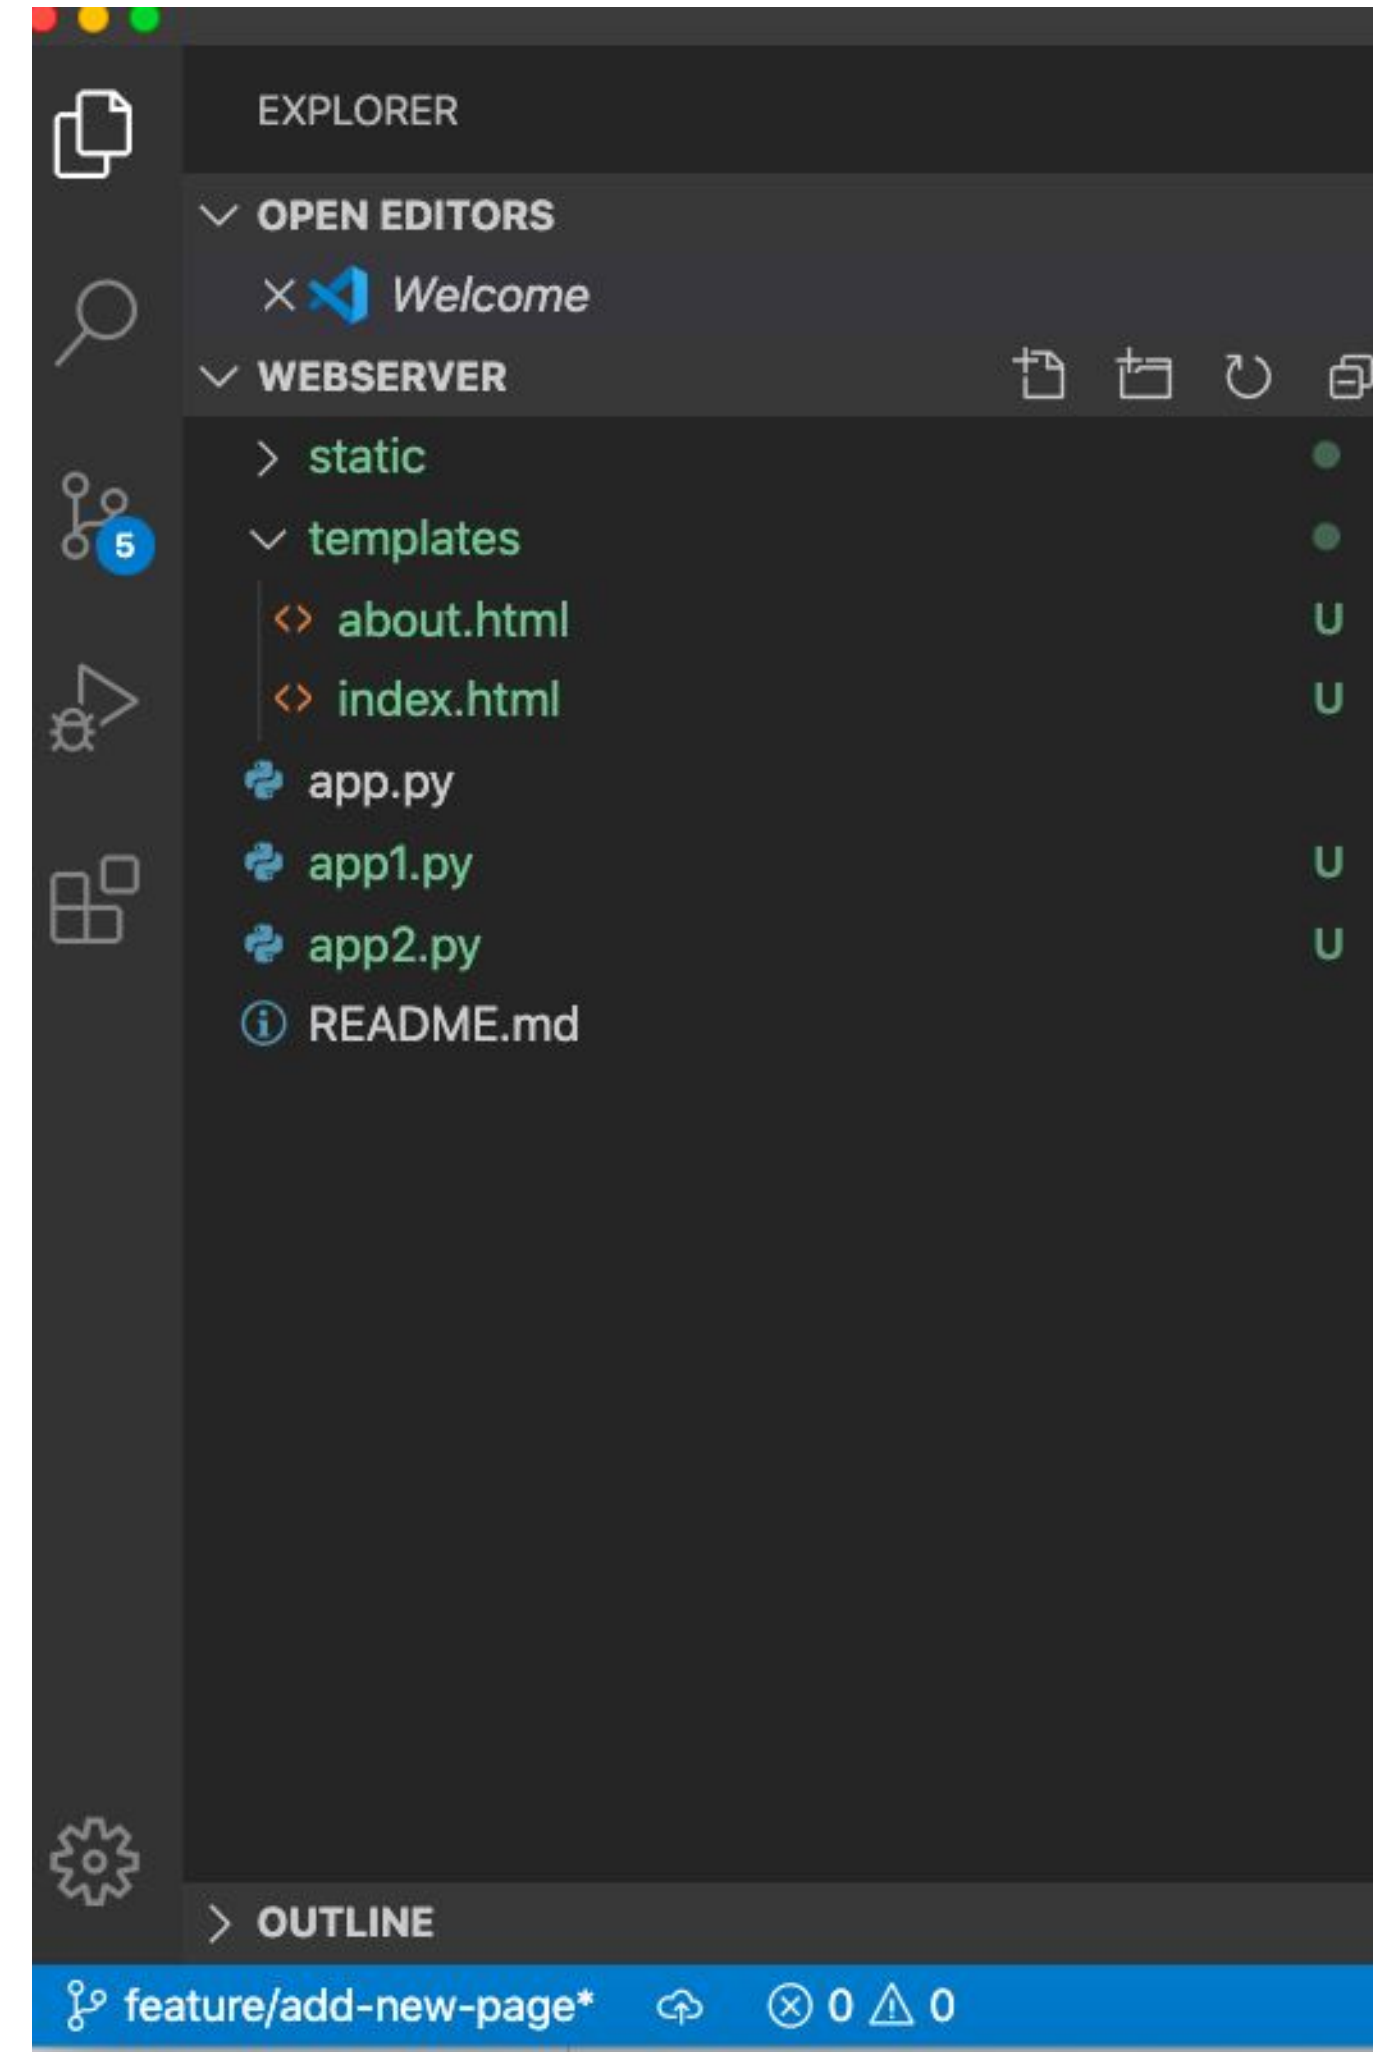 EXPLORER
OPEN EDITORS
Welcome
WEBSERVER
static
templates
about.html U
index.html U
app.py
app1.py U
app2.py U
README.md
5
OUTLINE
feature/add-new-page* 0 0